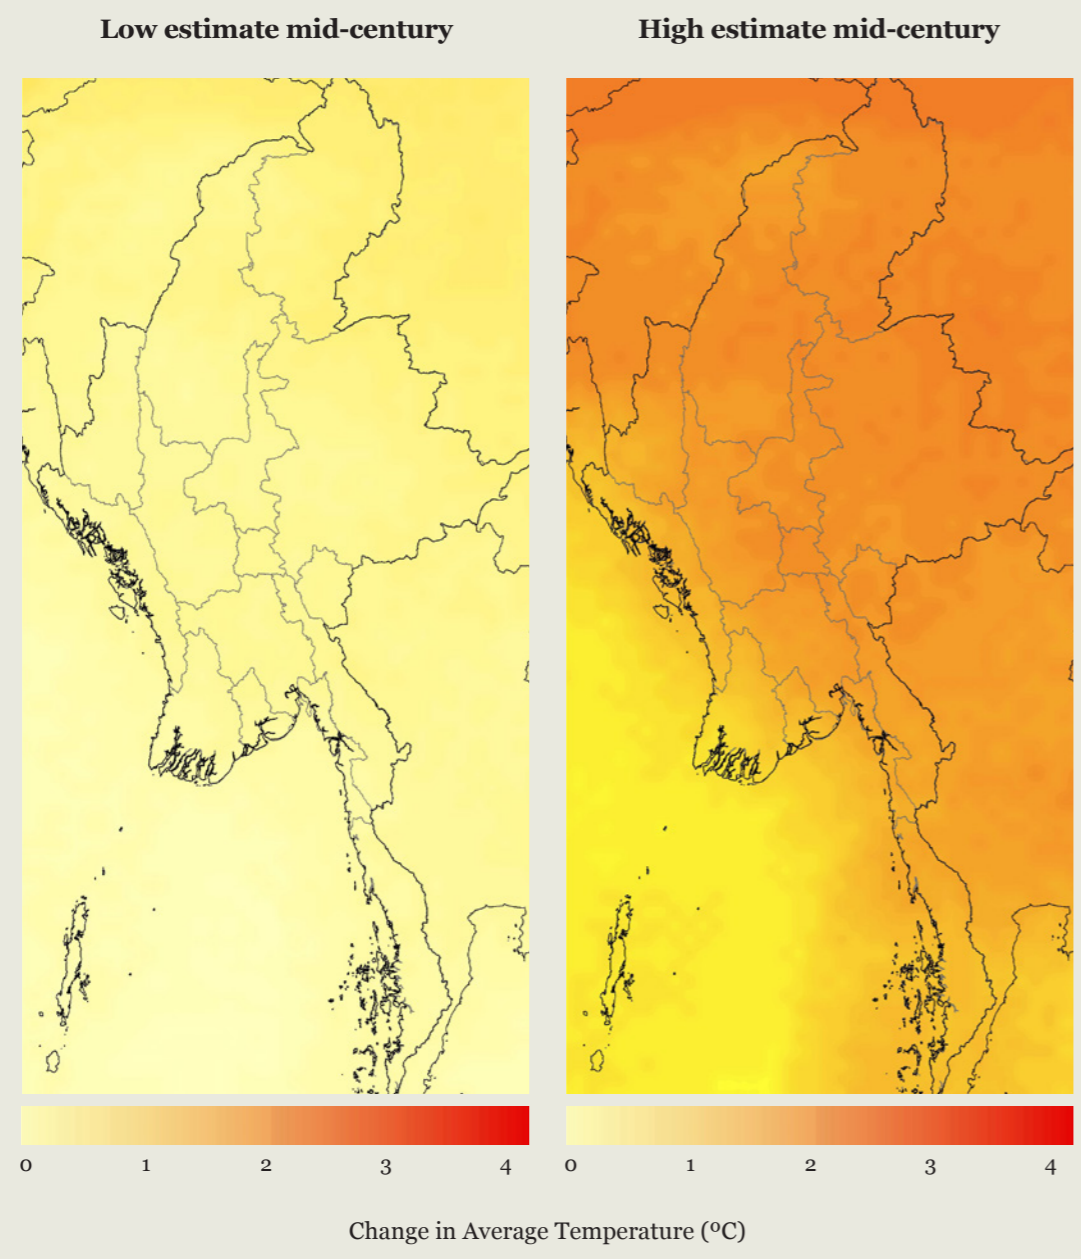 Low estimate mid-century
High estimate mid-century
0 1 2 3 4
0 1 2 3 4
Change in Average Temperature (ºC)